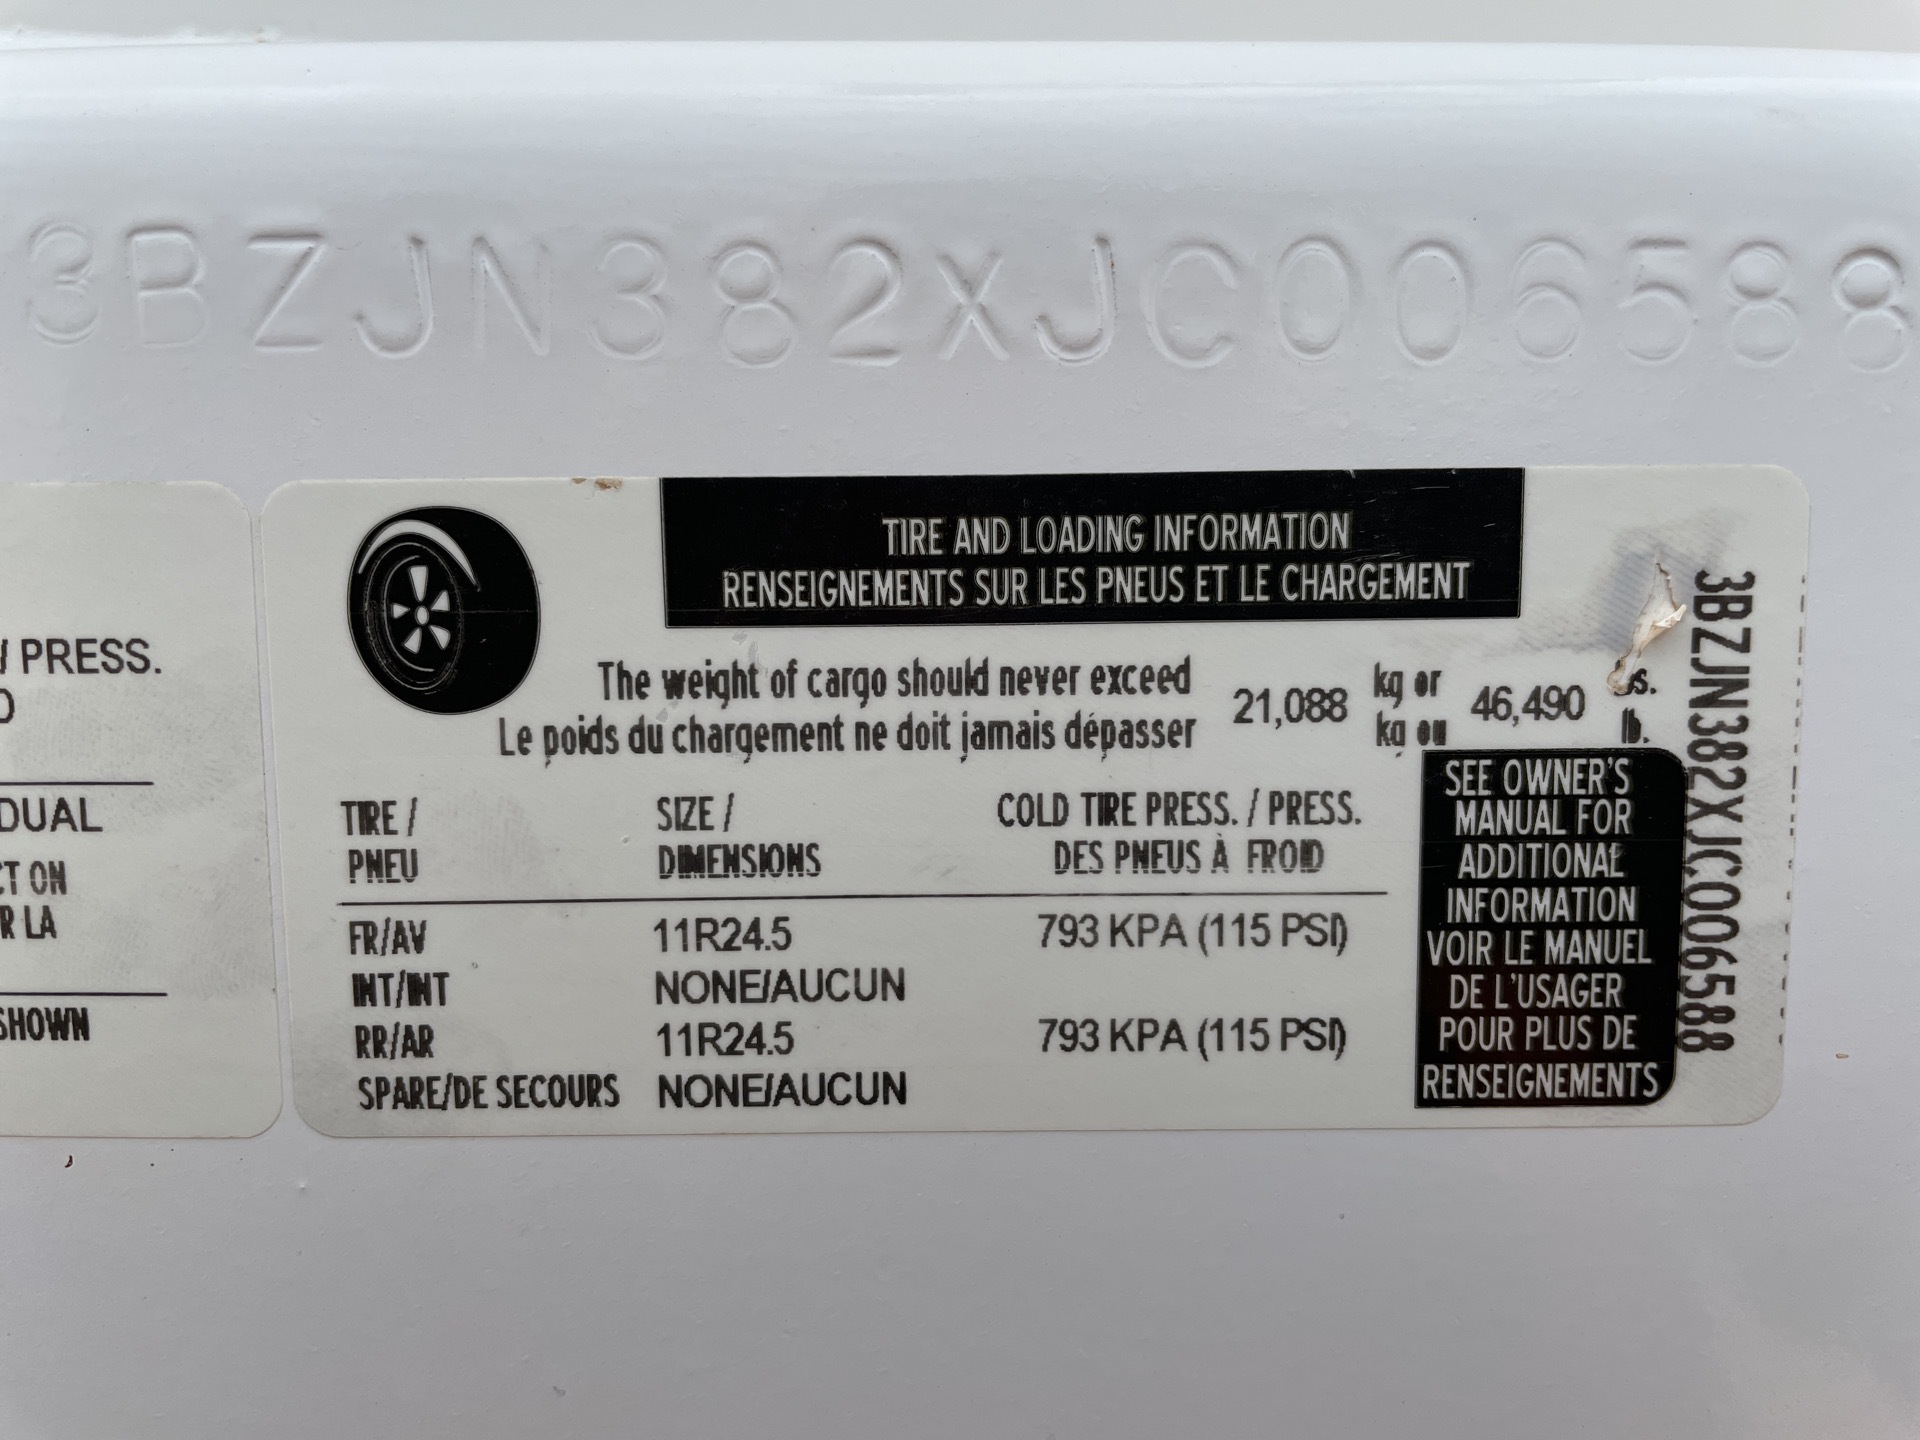 3BZJN382XJC006588
/ PRESS.
DUAL
CT ON
R LA
SHOWN
TIRE AND LOADING INFORMATION
RENSEIGNEMENTS SUR LES PNEUS ET LE CHARGEMENT
The weight of cargo should never exceed 21,088 kg or 46,490 s.
Le poids du chargement ne doit jamais dépasser kg ou lb.
TIRE / SIZE / COLD TIRE PRESS. / PRESS.
PNEU DIMENSIONS DES PNEUS À FROID
FR/AV 11R24.5 793 KPA (115 PSI)
INT/INT NONE/AUCUN
RR/AR 11R24.5 793 KPA (115 PSI)
SPARE/DE SECOURS NONE/AUCUN
SEE OWNER'S
MANUAL FOR
ADDITIONAL
INFORMATION
VOIR LE MANUEL
DE L'USAGER
POUR PLUS DE
RENSEIGNEMENTS
3BZJN382XJC006588